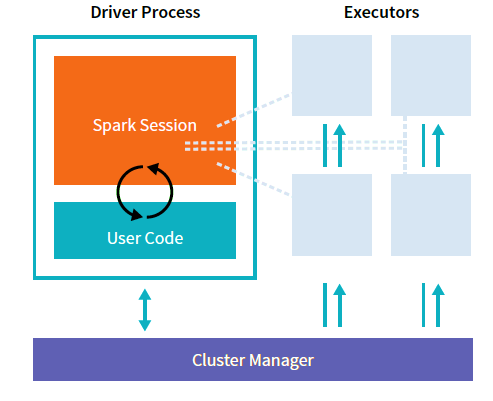 Driver Process
Executors
Spark Session
User Code
Cluster Manager